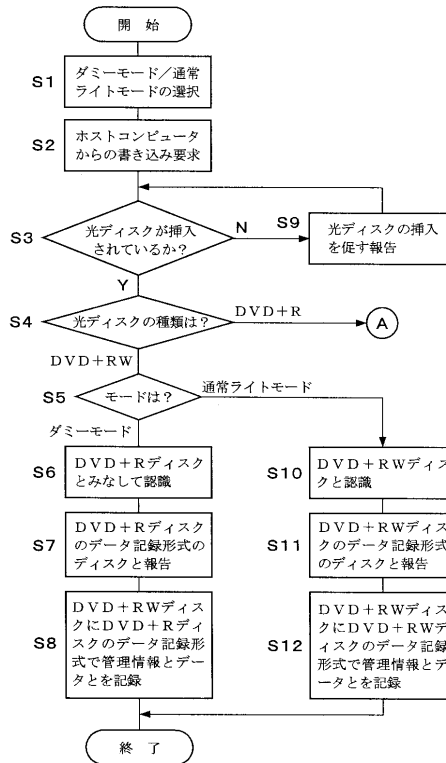 開 始
S1
ダミーモード／通常
ライトモードの選択
S2
ホストコンピュータ
からの書き込み要求
S3
光ディスクが挿入
されているか？
N
S9
光ディスクの挿入
を促す報告
Y
S4
光ディスクの種類は？
DVD＋R
A
DVD＋RW
S5
モードは？
通常ライトモード
ダミーモード
S6
DVD＋Rディスク
とみなして認識
S10
DVD＋RWディス
クと認識
S7
DVD＋Rディスク
のデータ記録形式の
ディスクと報告
S11
DVD＋RWディス
クのデータ記録形式
のディスクと報告
S8
DVD＋RWディス
クにDVD＋Rディ
スクのデータ記録形
式で管理情報とデー
タとを記録
S12
DVD＋RWディス
クにDVD＋RWデ
ィスクのデータ記録
形式で管理情報とデ
ータとを記録
終 了